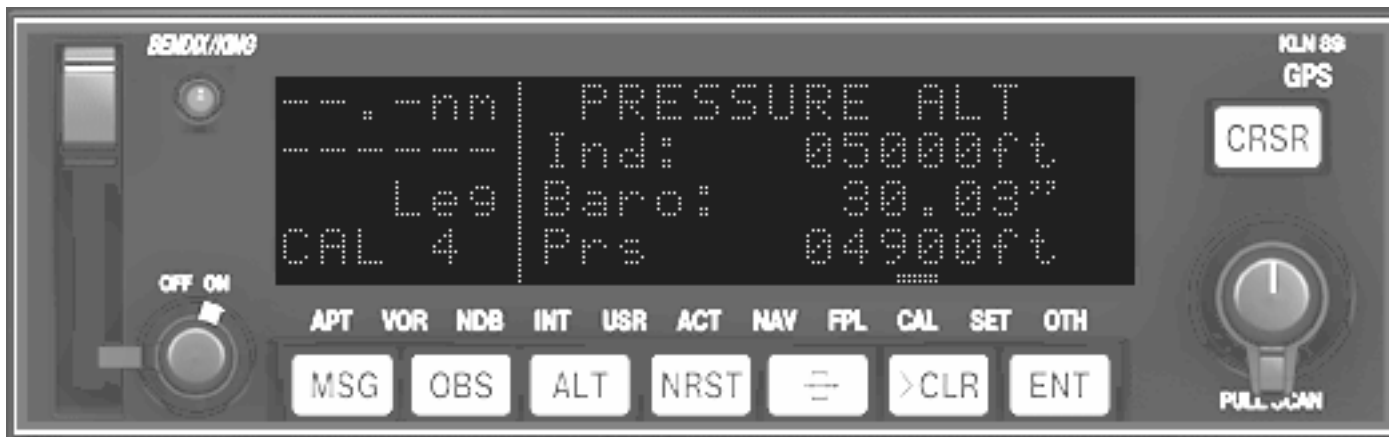 BENDIX/KING
KLN 89
GPS
--.-nm PRESSURE ALT
------ Ind: 05000ft
Leg Baro: 30.03"
CAL 4 Prs 04900ft
CRSR
OFF ON
APT VOR NDB INT USR ACT NAV FPL CAL SET OTH
MSG OBS ALT NRST >CLR ENT
PULL SCAN